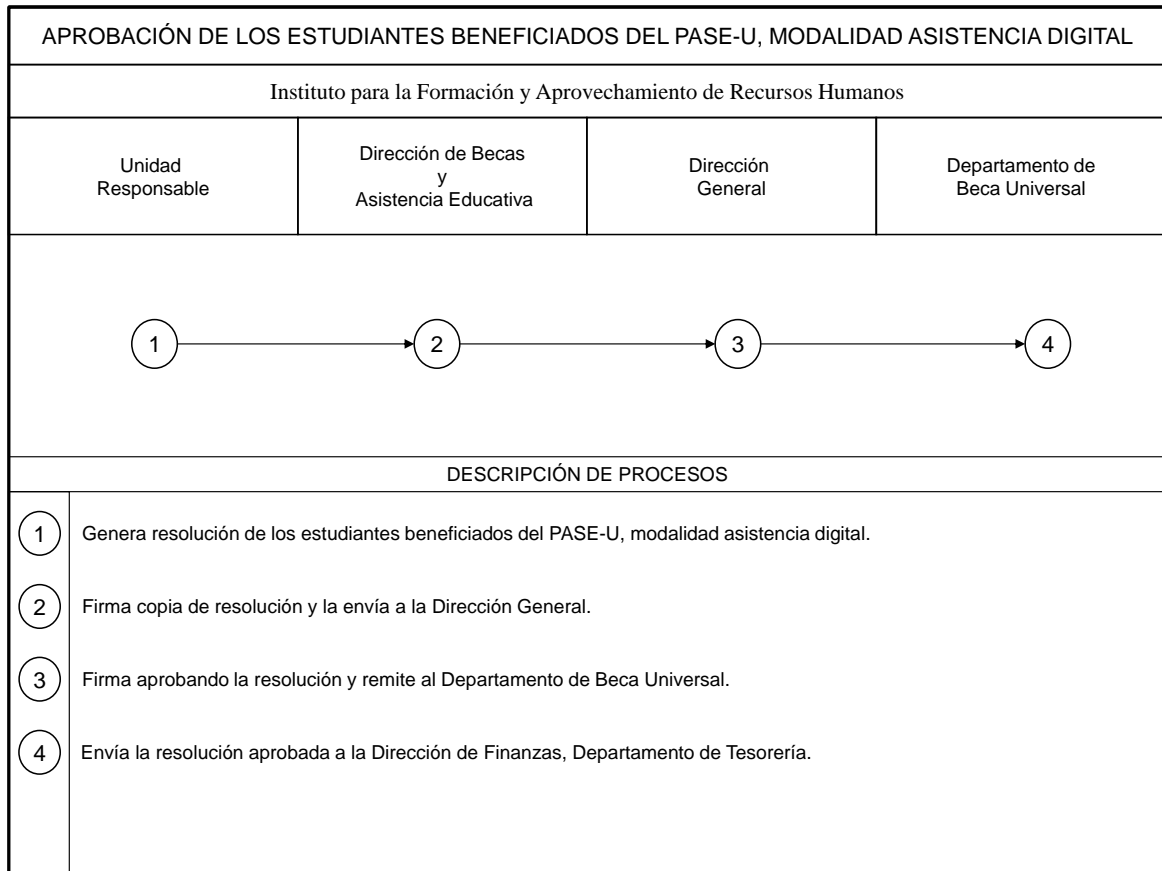 APROBACIÓN DE LOS ESTUDIANTES BENEFICIADOS DEL PASE-U, MODALIDAD ASISTENCIA DIGITAL
Instituto para la Formación y Aprovechamiento de Recursos Humanos
Unidad
Responsable
Dirección de Becas
y
Asistencia Educativa
Dirección
General
Departamento de
Beca Universal
1 2 3 4
DESCRIPCIÓN DE PROCESOS
1 Genera resolución de los estudiantes beneficiados del PASE-U, modalidad asistencia digital.
2 Firma copia de resolución y la envía a la Dirección General.
3 Firma aprobando la resolución y remite al Departamento de Beca Universal.
4 Envía la resolución aprobada a la Dirección de Finanzas, Departamento de Tesorería.